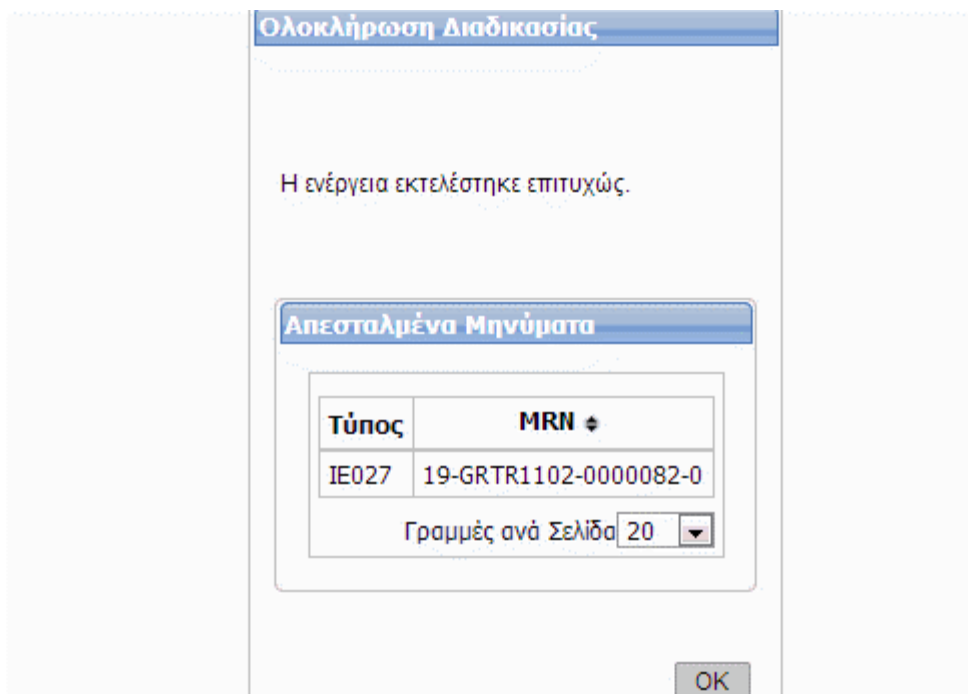 Ολοκλήρωση Διαδικασίας
Η ενέργεια εκτελέστηκε επιτυχώς.
Απεσταλμένα Μηνύματα
Τύπος MRN
IE027 19-GRTR1102-0000082-0
Γραμμές ανά Σελίδα 20
OK